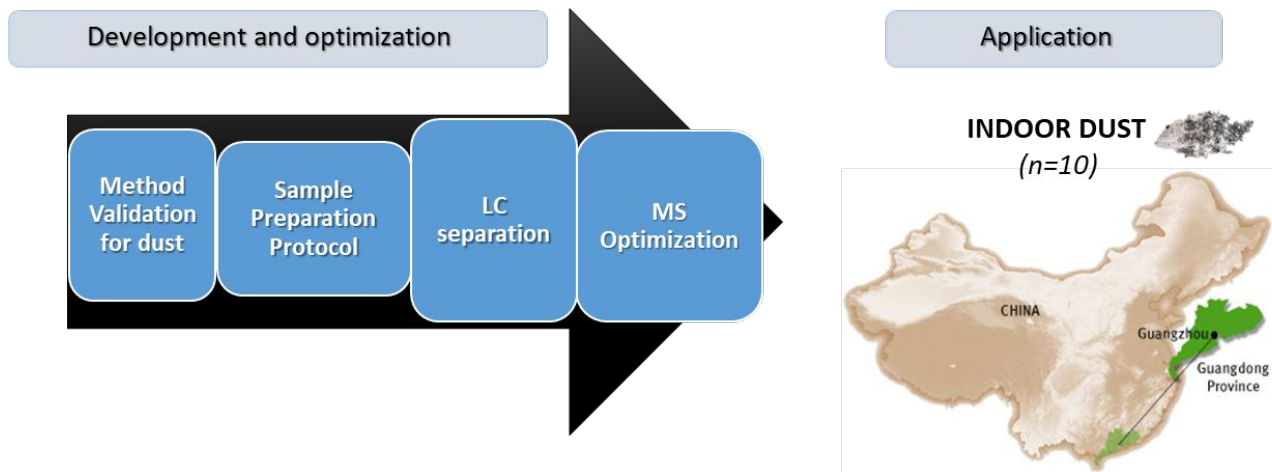 Development and optimization
Method
Validation
for dust
Sample
Preparation
Protocol
LC
separation
MS
Optimization
Application
INDOOR DUST
(n=10)
CHINA
Guangzhou
Guangdong
Province